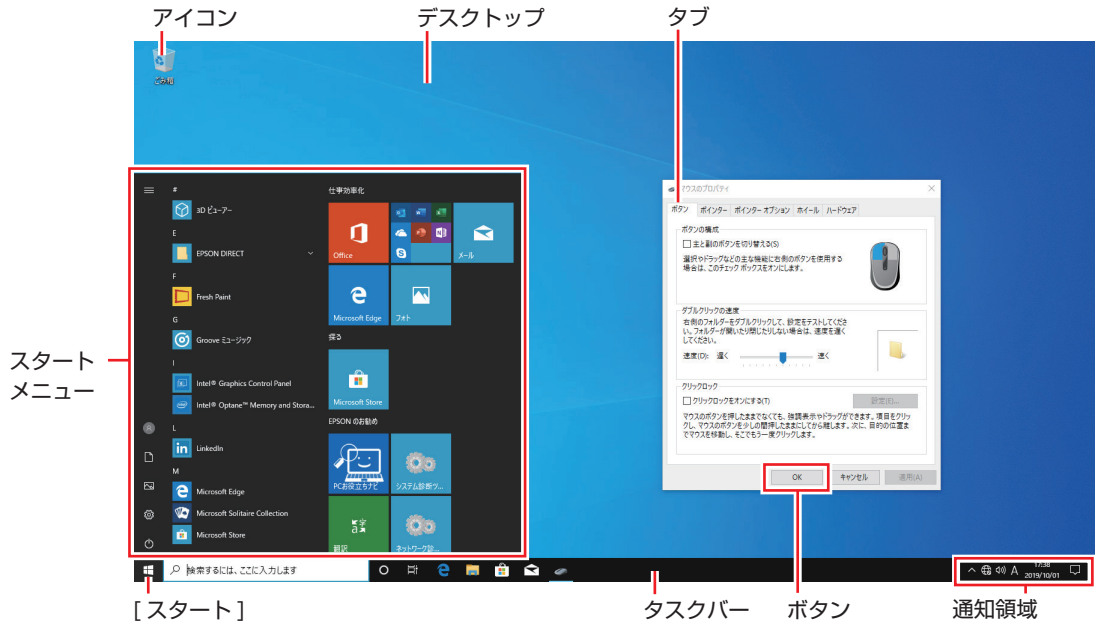 アイコン
デスクトップ
タブ
ごみ箱
スタート
メニュー
#
3D ビューアー
E
EPSON DIRECT
F
Fresh Paint
G
Groove ミュージック
I
Intel® Graphics Control Panel
Intel® Optane™ Memory and Stora...
L
LinkedIn
M
Microsoft Edge
Microsoft Solitaire Collection
Microsoft Store
仕事効率化
Office
メール
Microsoft Edge
フォト
探る
Microsoft Store
EPSON のお勧め
PCお役立ちナビ
システム診断ツ...
翻訳
ネットワーク診...
マウスのプロパティ
ボタン ポインター ポインター オプション ホイール ハードウェア
ボタンの構成
主と副のボタンを切り替える(S)
選択やドラッグなどの主な機能に右側のボタンを使用する
場合は、このチェック ボックスをオンにします。
ダブルクリックの速度
右側のフォルダーをダブルクリックして、設定をテストしてくださ
い。フォルダーが開いたり閉じたりしない場合は、速度を遅く
してください。
速度(D): 遅く 速く
クリックロック
クリックロックをオンにする(T) 設定(E)...
マウスのボタンを押したままでなくても、強調表示やドラッグができます。項目をクリッ
クし、マウスのボタンを少しの間押したままにしてから離します。次に、目的の位置ま
でマウスを移動し、そこでもう一度クリックします。
OK キャンセル 適用(A)
検索するには、ここに入力します
A
17:38
2019/10/01
[ スタート ]
タスクバー
ボタン
通知領域